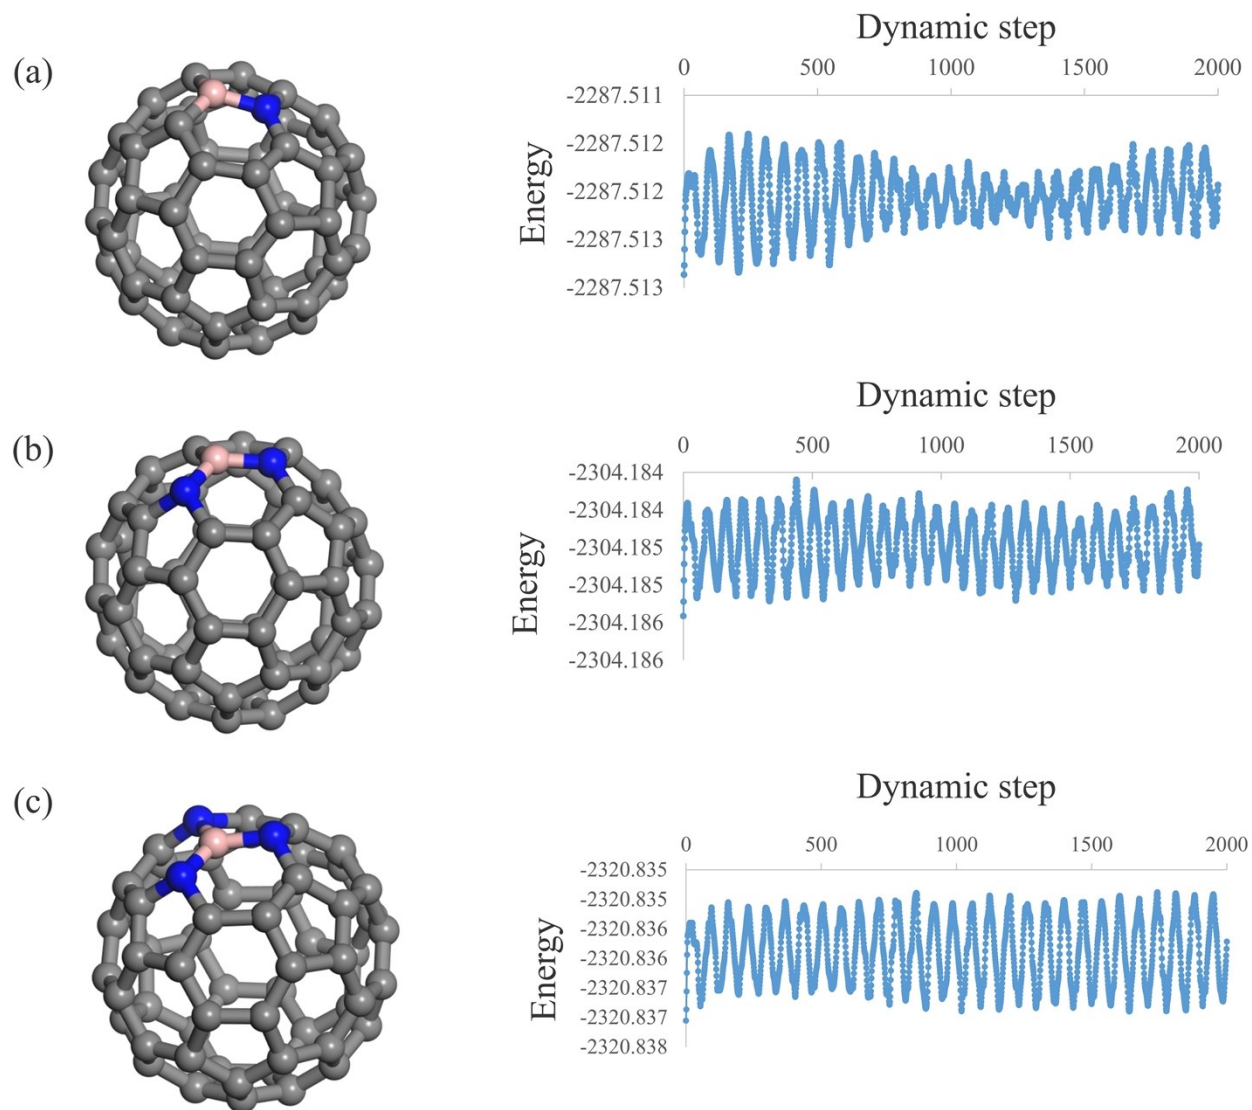 Dynamic step
(a)
0 500 1000 1500 2000
-2287.511
-2287.512
-2287.512
-2287.513
-2287.513
Energy
Dynamic step
(b)
0 500 1000 1500 2000
-2304.184
-2304.184
-2304.185
-2304.185
-2304.186
-2304.186
Energy
Dynamic step
(c)
0 500 1000 1500 2000
-2320.835
-2320.835
-2320.836
-2320.836
-2320.837
-2320.837
-2320.838
Energy